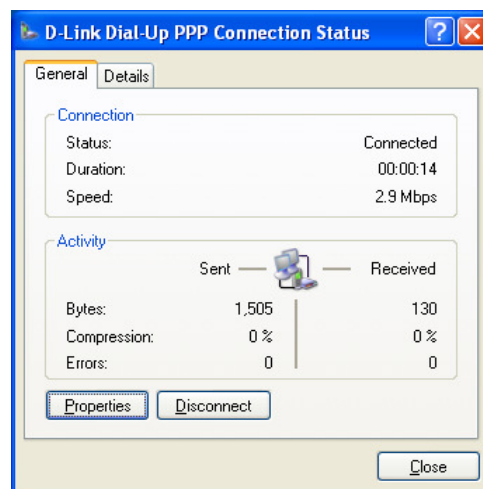 D-Link Dial-Up PPP Connection Status
General Details
Connection
Status: Connected
Duration: 00:00:14
Speed: 2.9 Mbps
Activity
Sent Received
Bytes: 1,505 130
Compression: 0 % 0 %
Errors: 0 0
Properties Disconnect
Close